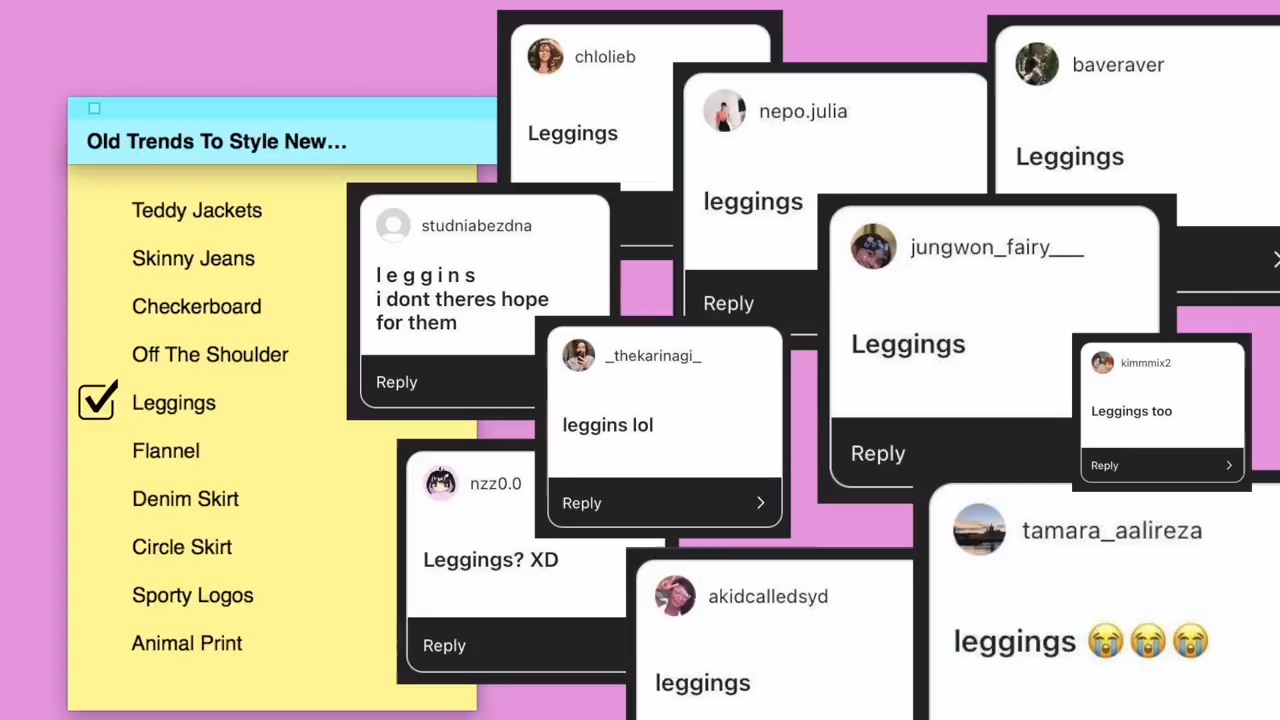 Old Trends To Style New...
Teddy Jackets
Skinny Jeans
Checkerboard
Off The Shoulder
Leggings
Flannel
Denim Skirt
Circle Skirt
Sporty Logos
Animal Print
chlolieb
Leggings
nepo.julia
leggings
Reply
baveraver
Leggings
studniabezdna
l e g g i n s
i dont theres hope
for them
Reply
jungwon_fairy___
Leggings
Reply
_thekarinagi_
leggins lol
Reply
kimmmix2
Leggings too
Reply
nzz0.0
Leggings? XD
Reply
akidcalledsyd
leggings
tamara_aalireza
leggings 😭😭😭